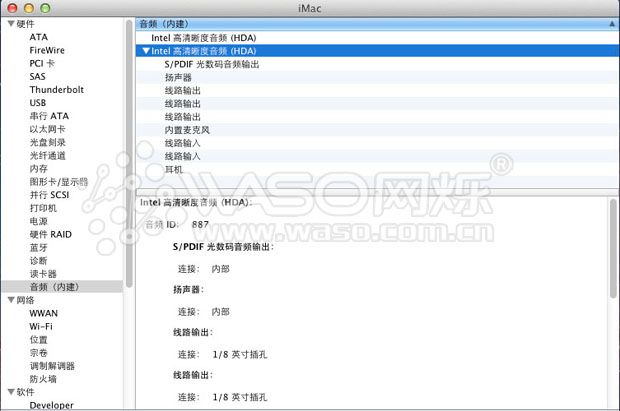 iMac
硬件
ATA
FireWire
PCI 卡
SAS
Thunderbolt
USB
串行 ATA
以太网卡
光盘刻录
光纤通道
内存
图形卡/显示器
并行 SCSI
打印机
电源
硬件 RAID
蓝牙
诊断
读卡器
音频（内建）
网络
WWAN
Wi-Fi
位置
宗卷
调制解调器
防火墙
软件
Developer
音频（内建）
Intel 高清晰度音频 (HDA)
Intel 高清晰度音频 (HDA)
S/PDIF 光数码音频输出
扬声器
线路输出
线路输出
线路输出
内置麦克风
线路输入
线路输入
耳机
Intel 高清晰度音频 (HDA)：
音频 ID： 887
S/PDIF 光数码音频输出：
连接： 内部
扬声器：
连接： 内部
线路输出：
连接： 1/8 英寸插孔
线路输出：
连接： 1/8 英寸插孔
WASO网烁®
www.waso.com.cn